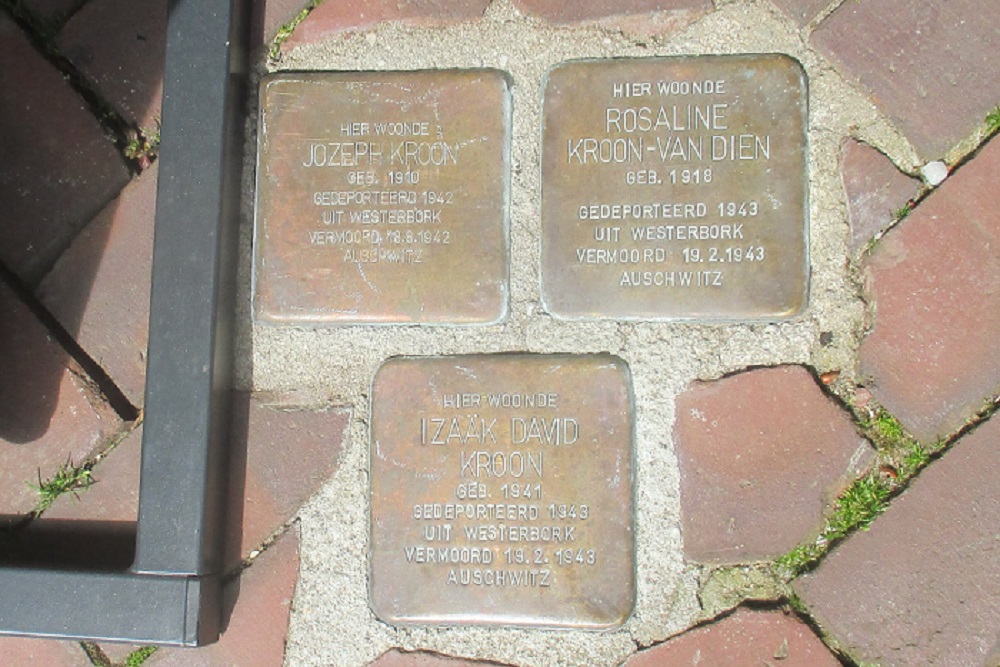 HIER WOONDE
JOZEPH KROON
GEB. 1910
GEDEPORTEERD 1942
UIT WESTERBORK
VERMOORD 18.8.1942
AUSCHWITZ
HIER WOONDE
ROSALINE
KROON-VAN DIEN
GEB. 1918
GEDEPORTEERD 1943
UIT WESTERBORK
VERMOORD 19.2.1943
AUSCHWITZ
HIER WOONDE
IZAÄK DAVID
KROON
GEB. 1941
GEDEPORTEERD 1943
UIT WESTERBORK
VERMOORD 19.2.1943
AUSCHWITZ